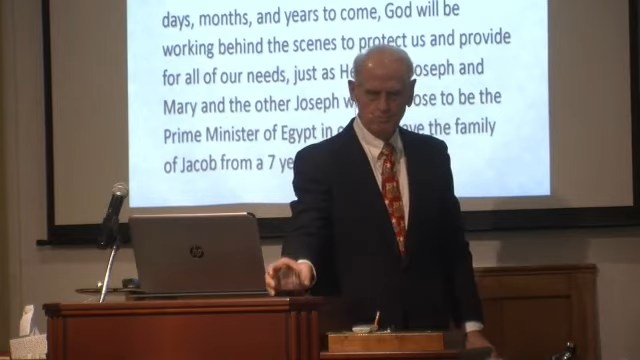 days, months, and years to come, God will be
working behind the scenes to protect us and provide
for all of our needs, just as Joseph and
Mary and the other Joseph to be the
Prime Minister of Egypt in the family
of Jacob from a 7
hp